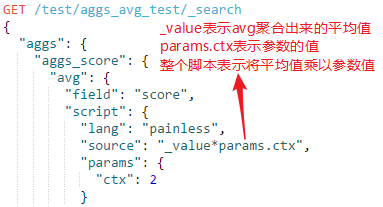 GET /test/aggs_avg_test/_search
_value表示avg聚合出来的平均值
{
params.ctx表示参数的值
"aggs": {
整个脚本表示将平均值乘以参数值
"aggs_score": {
"avg": {
"field": "score",
"script": {
"lang": "painless",
"source": "_value*params.ctx",
"params": {
"ctx": 2
}